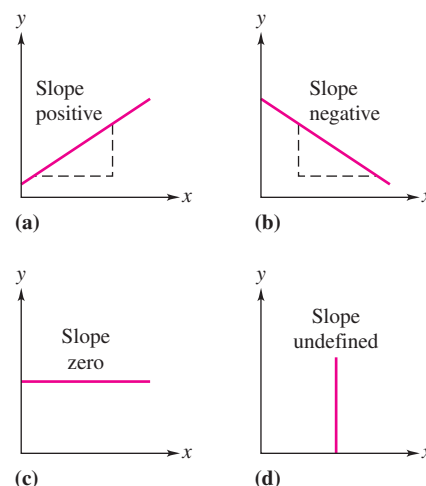 y
Slope
positive
x
(a)
y
Slope
negative
x
(b)
y
Slope
zero
x
(c)
y
Slope
undefined
x
(d)